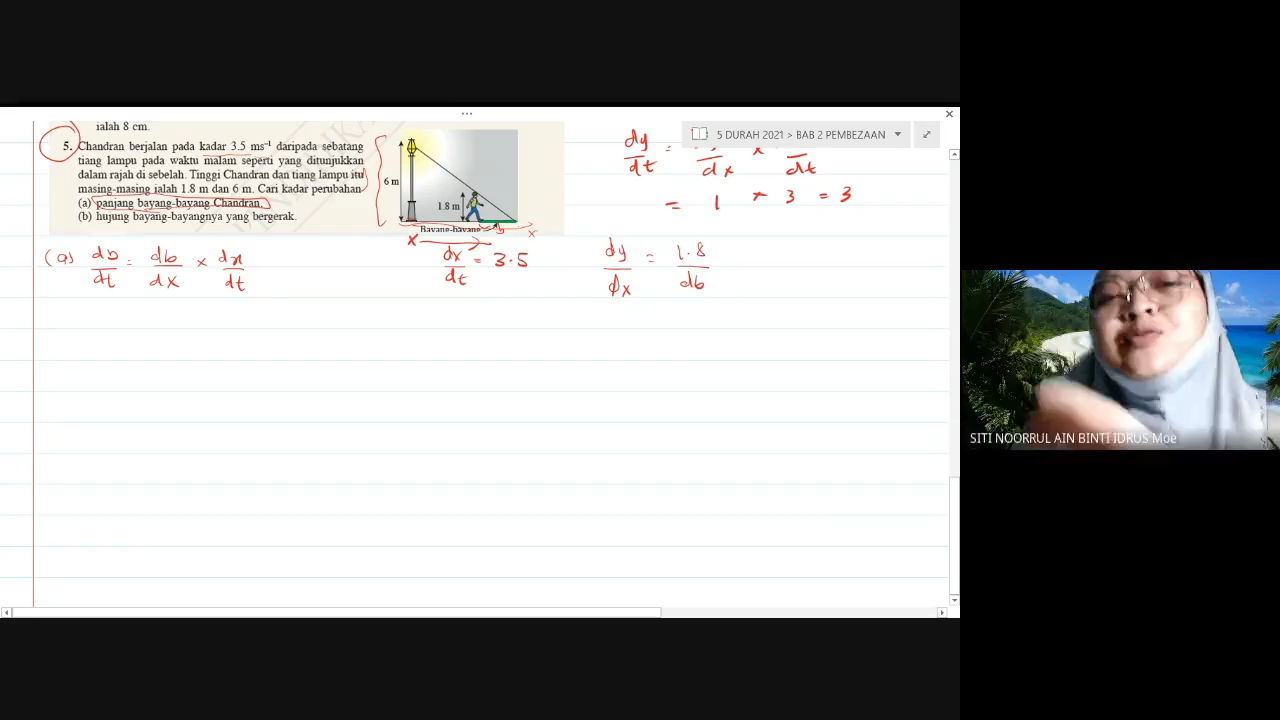 ialah 8 cm.
5. Chandran berjalan pada kadar 3.5 ms⁻¹ daripada sebatang
tiang lampu pada waktu malam seperti yang ditunjukkan
dalam rajah di sebelah. Tinggi Chandran dan tiang lampu itu
masing-masing ialah 1.8 m dan 6 m. Cari kadar perubahan
(a) panjang bayang-bayang Chandran.
(b) hujung bayang-bayangnya yang bergerak.
6 m
1.8 m
Bayang-bayang
b
x
x
5 DURAH 2021 > BAB 2 PEMBEZAAN
dy/dt = /dx × /dt
= 1 × 3 = 3
(a) db/dt = db/dx × dx/dt
dx/dt = 3.5
dy/dx = 1.8/db
SITI NOORRUL AIN BINTI IDRUS Moe